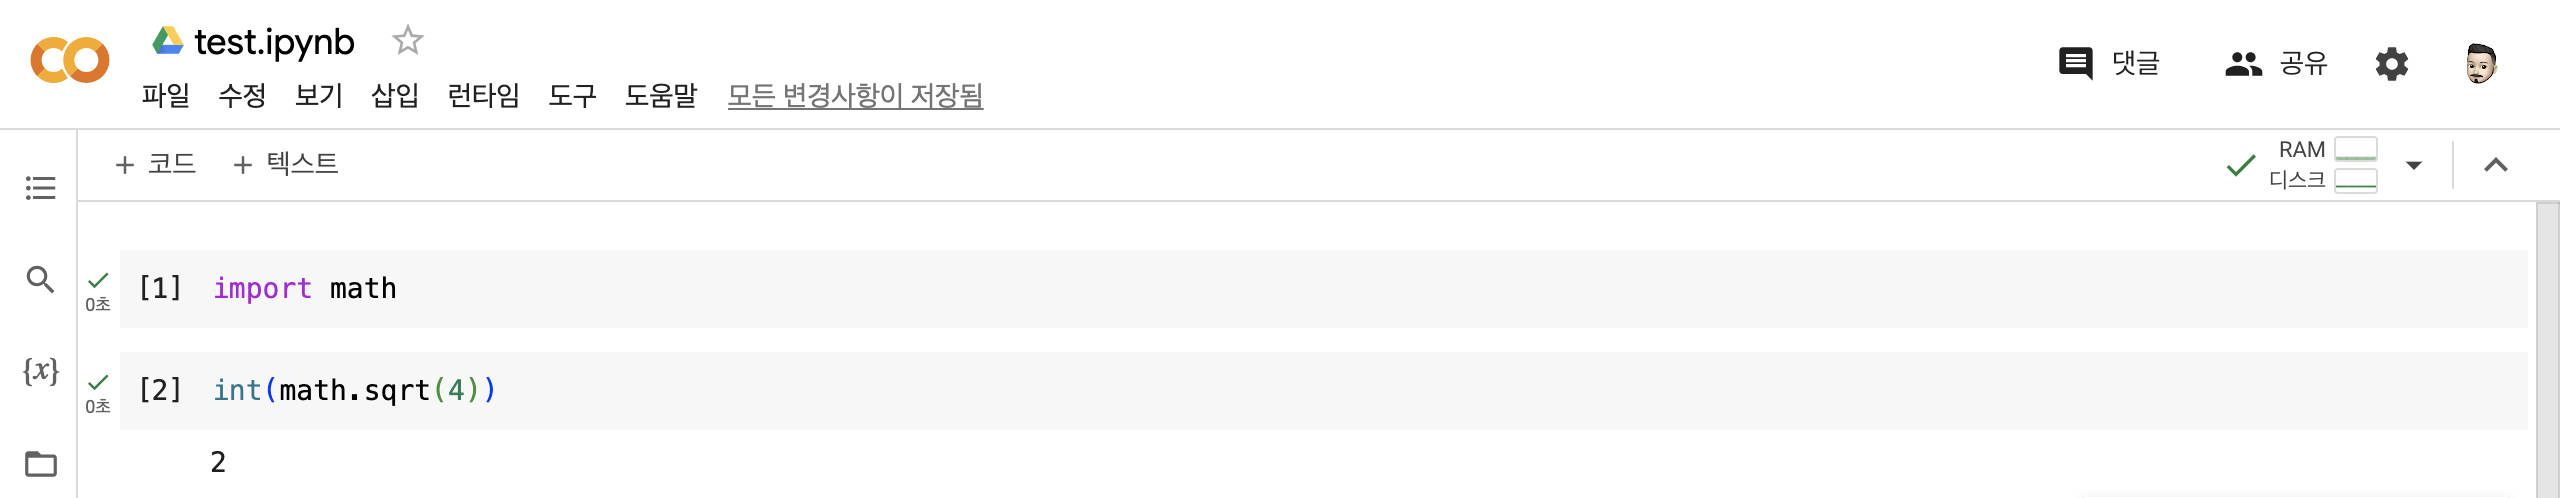 test.ipynb
파일 수정 보기 삽입 런타임 도구 도움말 모든 변경사항이 저장됨
댓글 공유
+ 코드 + 텍스트
RAM
디스크
[1] import math
0초
[2] int(math.sqrt(4))
0초
{x}
2